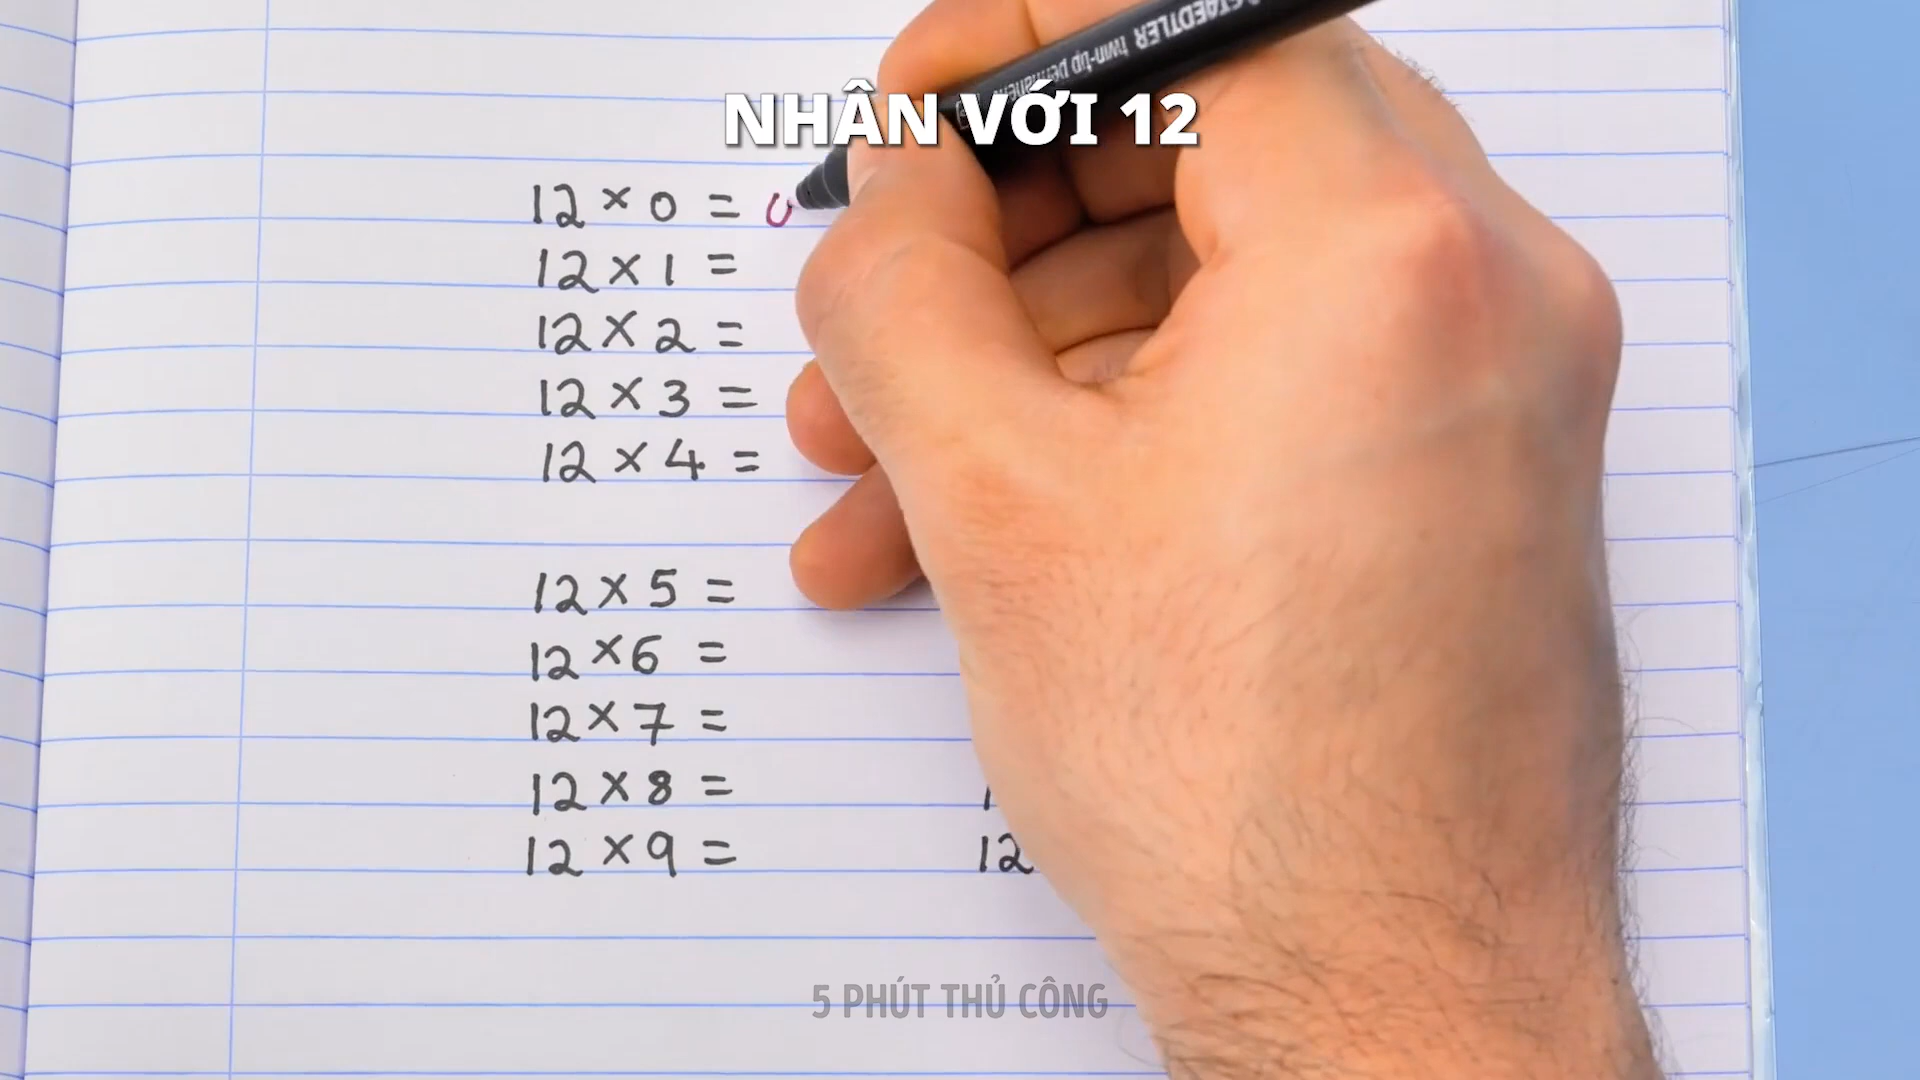 STAEDTLER
NHÂN VỚI 12
12 × 0 = 0
12 × 1 =
12 × 2 =
12 × 3 =
12 × 4 =
12 × 5 =
12 × 6 =
12 × 7 =
12 × 8 =
12 × 9 =
12
5 PHÚT THỦ CÔNG